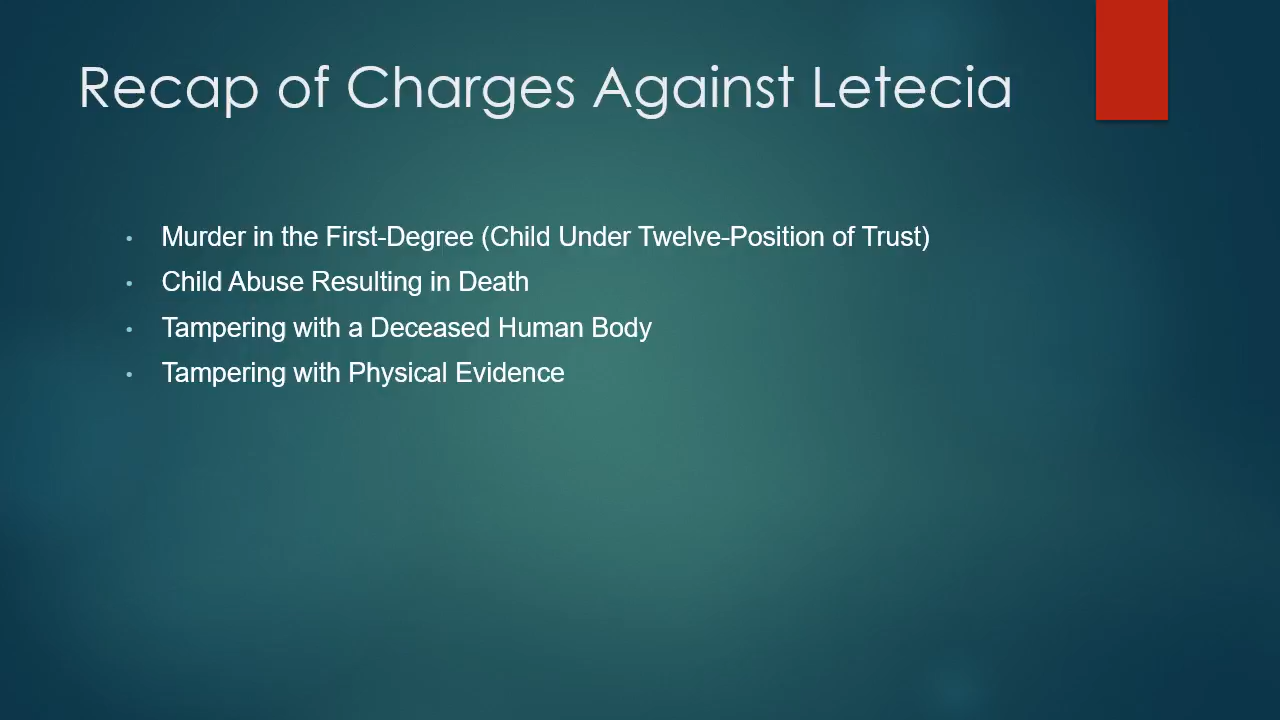 Recap of Charges Against Letecia
• Murder in the First-Degree (Child Under Twelve-Position of Trust)
• Child Abuse Resulting in Death
• Tampering with a Deceased Human Body
• Tampering with Physical Evidence